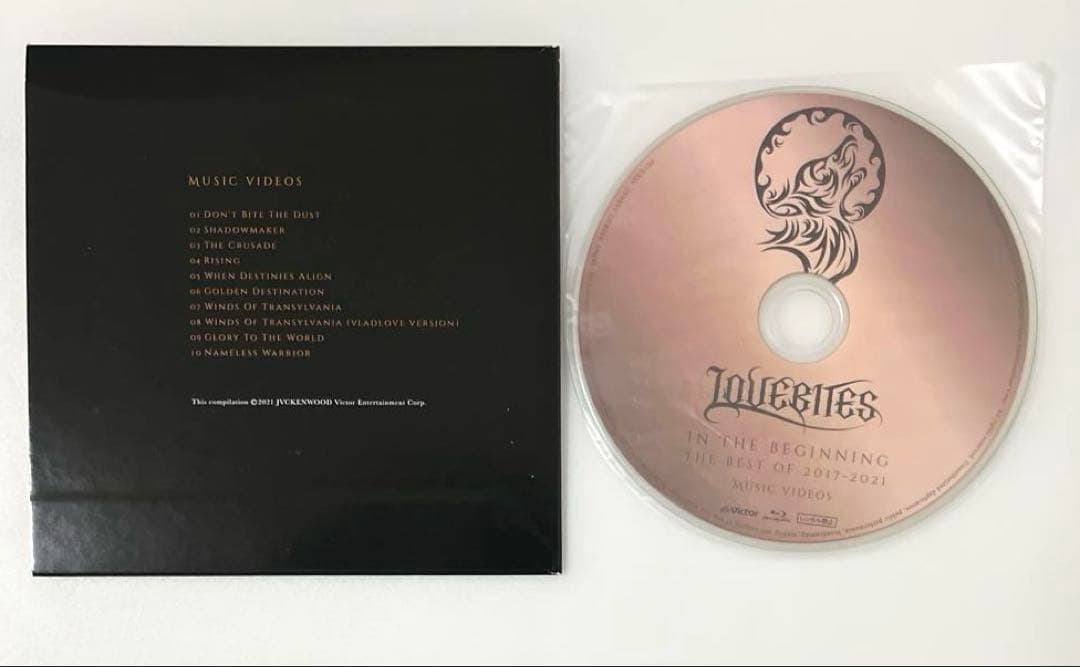 MUSIC VIDEOS
01 DON'T BITE THE DUST
02 SHADOWMAKER
03 THE CRUSADE
04 RISING
05 WHEN DESTINIES ALIGN
06 GOLDEN DESTINATION
07 WINDS OF TRANSYLVANIA
08 WINDS OF TRANSYLVANIA (VLADLOVE VERSION)
09 GLORY TO THE WORLD
10 NAMELESS WARRIOR
This compilation ©2021 JVCKENWOOD Victor Entertainment Corp.
LOVEBITES
IN THE BEGINNING
THE BEST OF 2017-2021
MUSIC VIDEOS
Victor